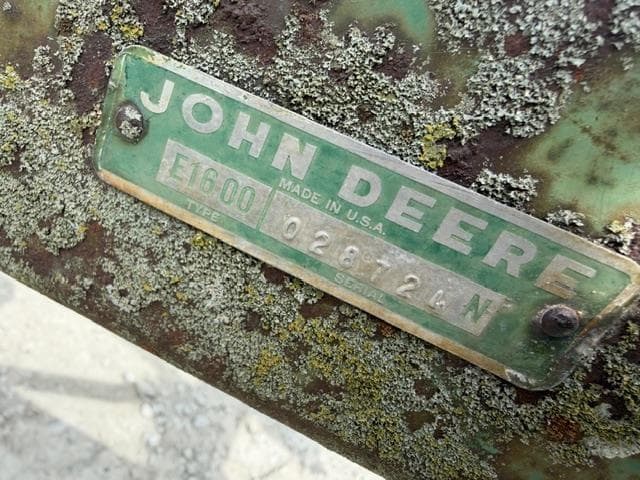 JOHN DEERE
MADE IN U.S.A.
E1600 028724N
TYPE SERIAL